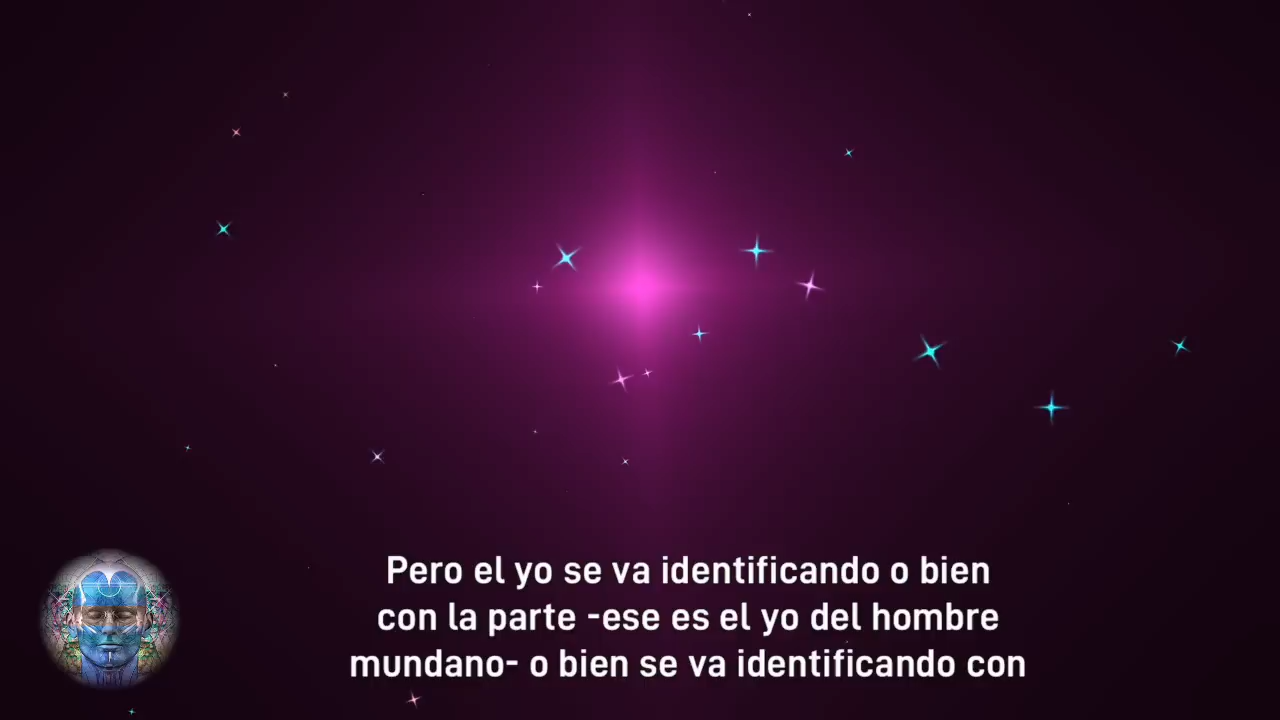 Pero el yo se va identificando o bien
con la parte -ese es el yo del hombre
mundano- o bien se va identificando con